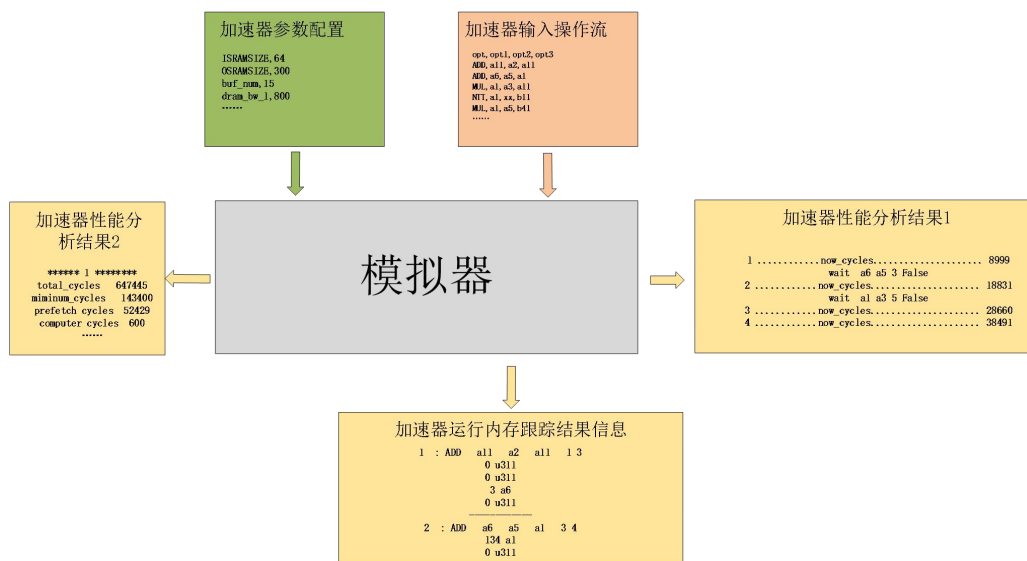 加速器参数配置
ISRAMSIZE,64
OSRAMSIZE,300
buf_num,15
dram_bw_1,800
······
加速器输入操作流
opt,opt1,opt2,opt3
ADD,a11,a2,a11
ADD,a6,a5,a1
MUL,a1,a3,a11
NTT,a1,xx,b11
MUL,a1,a5,b41
······
加速器性能分
析结果2
****** 1 ********
total_cycles 647445
miminum_cycles 143400
prefetch cycles 52429
computer cycles 600
······
模拟器
加速器性能分析结果1
1 ............now_cycles..................... 8999
wait a6 a5 3 False
2 ............now_cycles.................... 18831
wait a1 a3 5 False
3 ............now_cycles.................... 28660
4 ............now_cycles.................... 38491
加速器运行内存跟踪结果信息
1 : ADD a11 a2 a11 1 3
0 u311
0 u311
3 a6
0 u311
——————————
2 : ADD a6 a5 a1 3 4
134 a1
0 u311